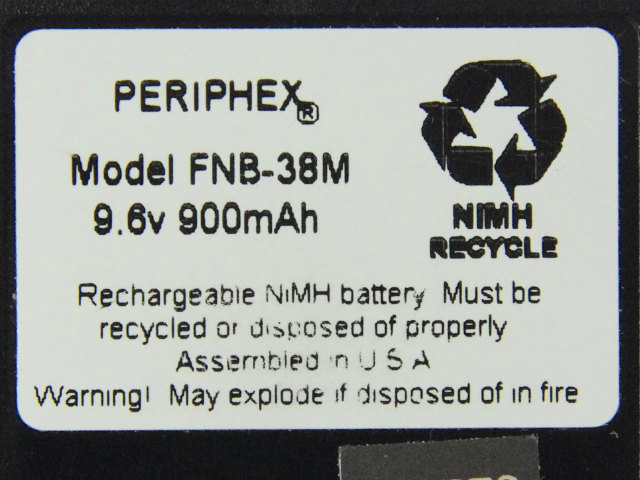 PERIPHEX®
Model FNB-38M
9.6v 900mAh
NiMH
RECYCLE
Rechargeable NiMH battery Must be
recycled or disposed of properly
Assembled in U S A
Warning! May explode if disposed of in fire